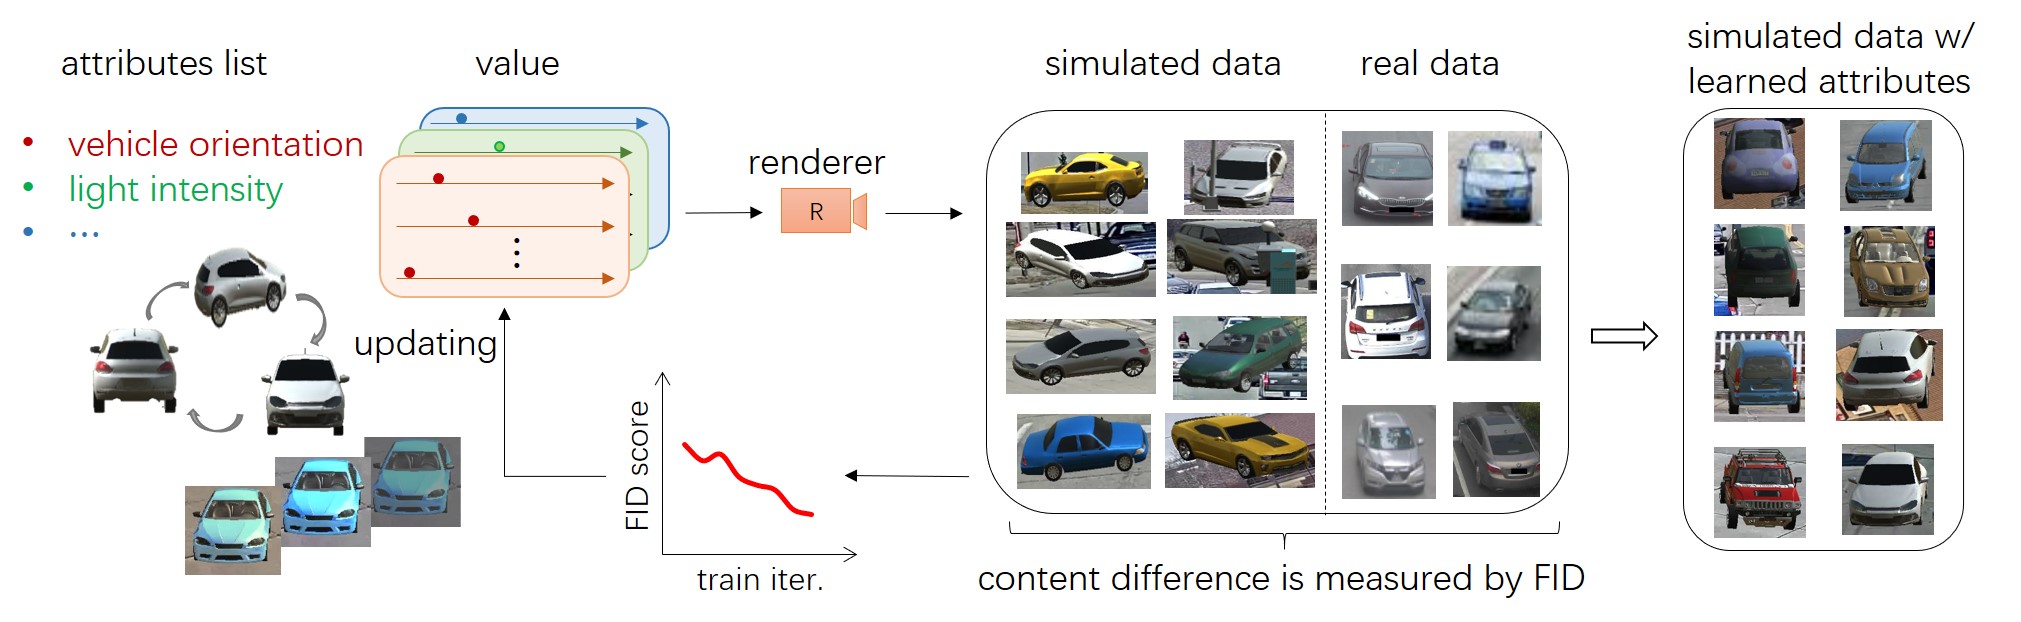 attributes list
• vehicle orientation
• light intensity
• ...
value
updating
renderer
R
simulated data
real data
simulated data w/
learned attributes
FID score
train iter.
content difference is measured by FID